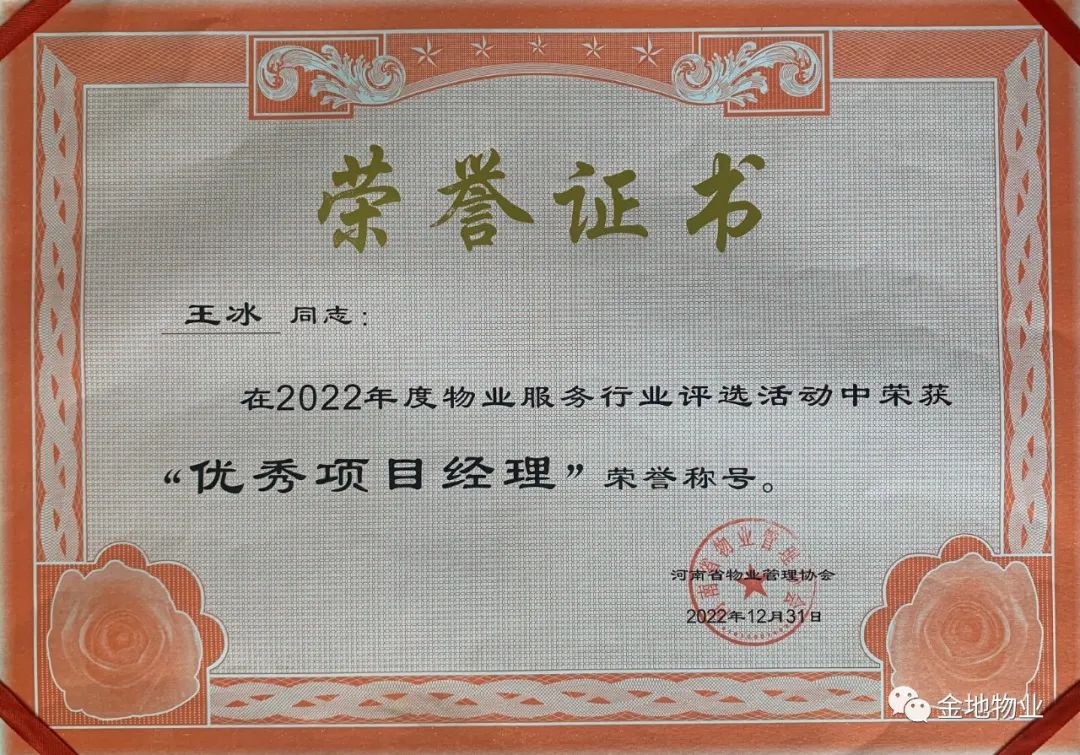 荣誉证书
王冰 同志：
在2022年度物业服务行业评选活动中荣获
“优秀项目经理”荣誉称号。
河南省物业管理协会
2022年12月31日
金地物业